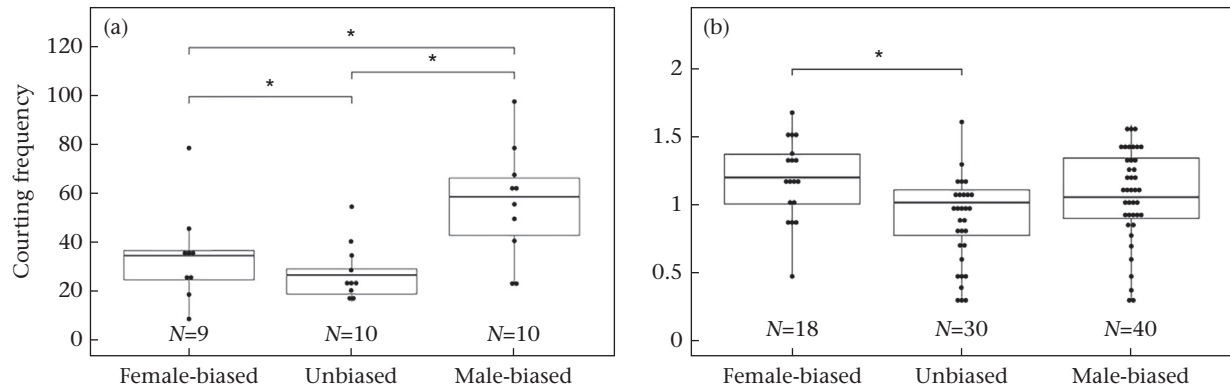 (a)
Courting frequency
120
100
80
60
40
20
0
*
*
*
N=9
N=10
N=10
Female-biased
Unbiased
Male-biased
(b)
2
1.5
1
0.5
0
*
N=18
N=30
N=40
Female-biased
Unbiased
Male-biased